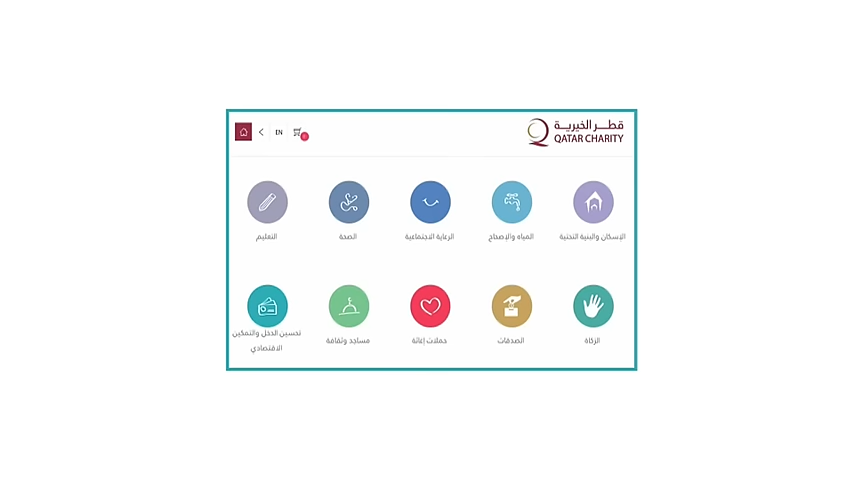 قطر الخيرية
QATAR CHARITY
EN
الإسكان والبنية التحتية
المياه والإصحاح
الرعاية الاجتماعية
الصحة
التعليم
الزكاة
الصدقات
حملات إغاثة
مساجد وثقافة
تحسين الدخل والتمكين
الاقتصادي